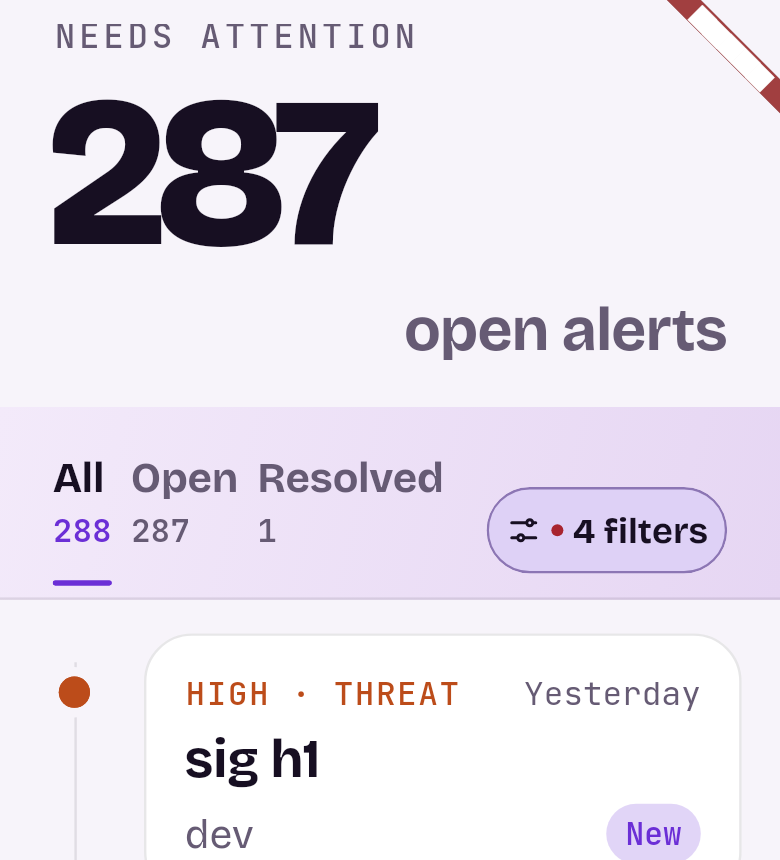 NEEDS ATTENTION
287
open alerts
All Open Resolved
288 287 1
4 filters
HIGH · THREAT Yesterday
sig h1
dev New